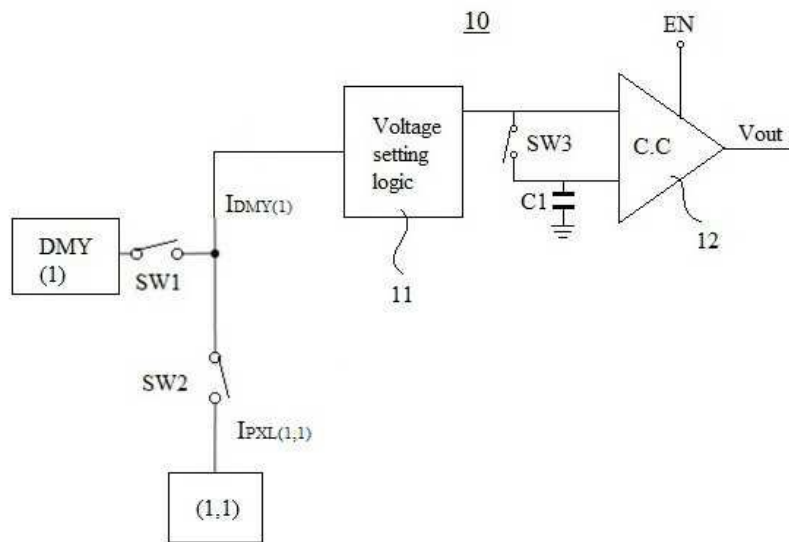 10
EN
Voltage
setting
logic
SW3
C.C
Vout
C1
12
11
IDMY(1)
DMY
(1)
SW1
SW2
IPXL(1,1)
(1,1)